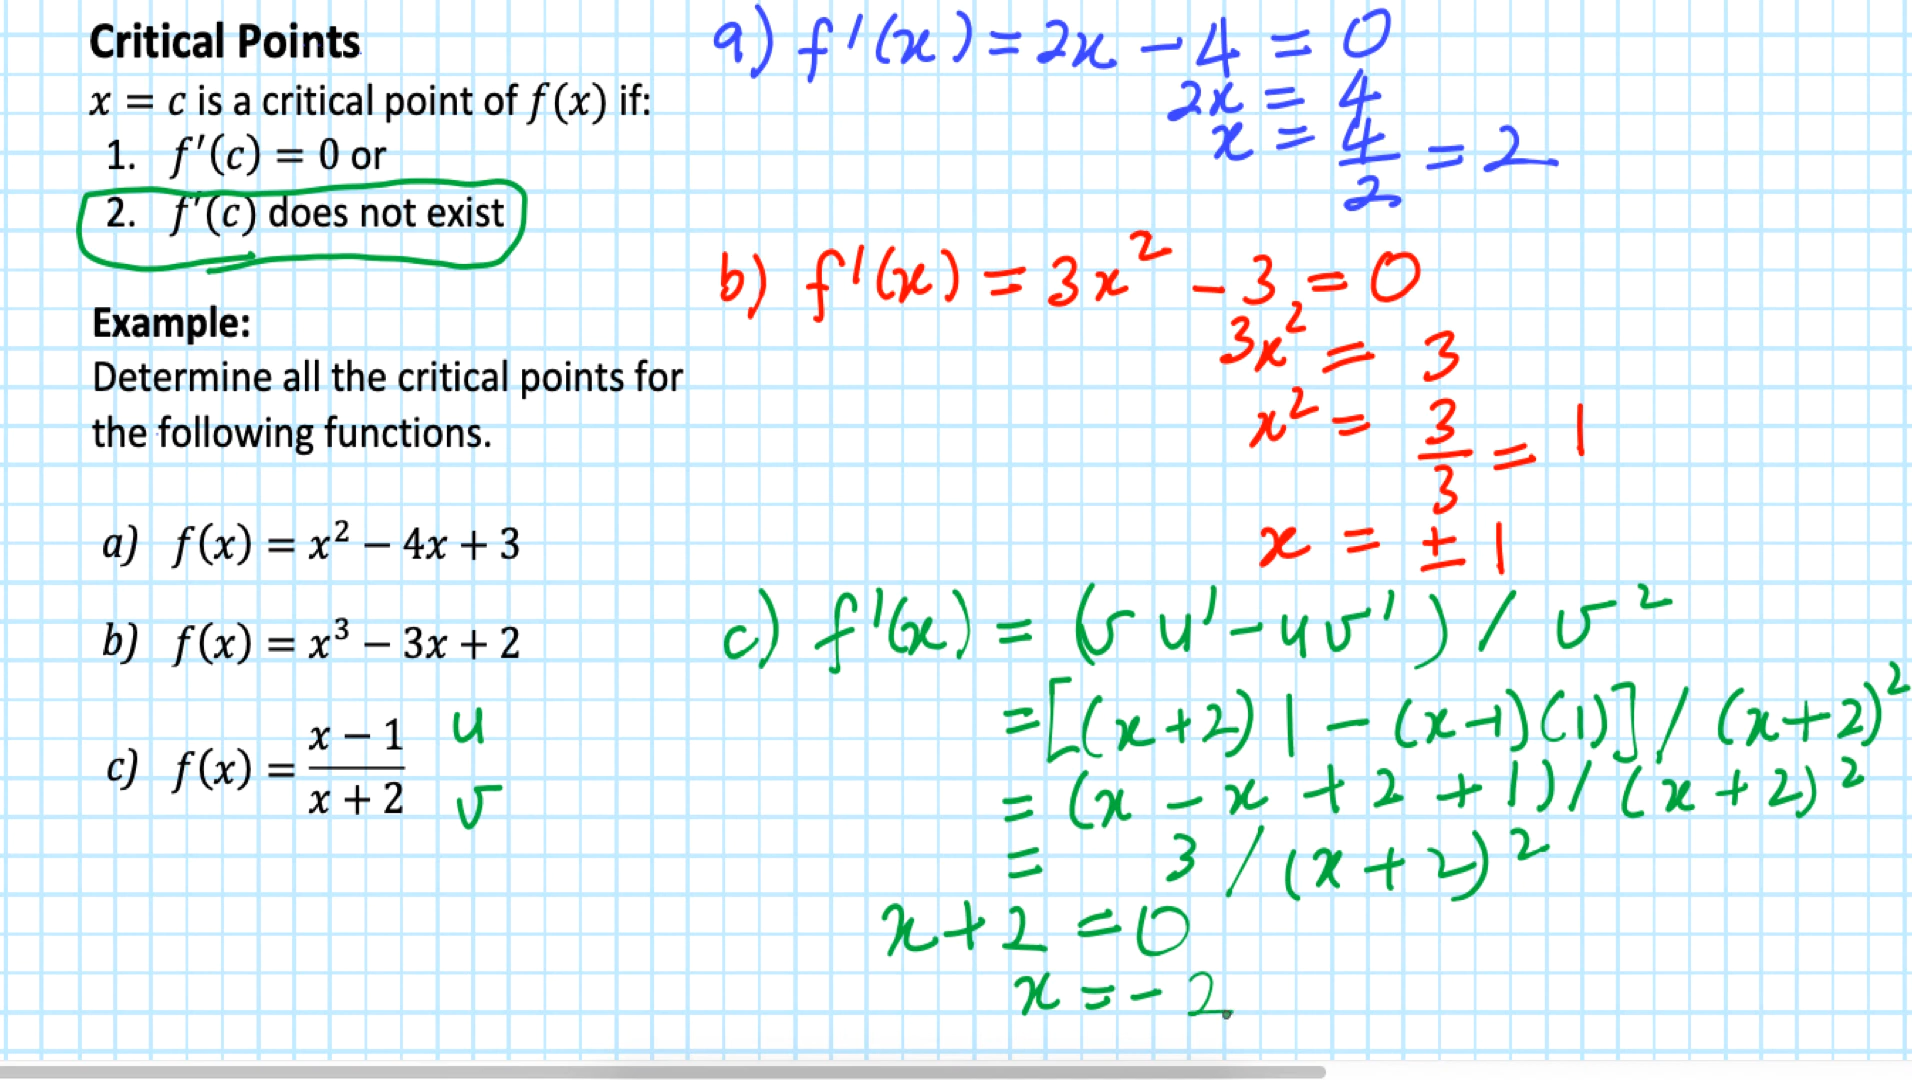 Critical Points
x = c is a critical point of f(x) if:
1. f′(c) = 0 or
2. f′(c) does not exist
Example:
Determine all the critical points for
the following functions.
a) f(x) = x² − 4x + 3
b) f(x) = x³ − 3x + 2
c) f(x) = (x − 1)/(x + 2)
u
v
a) f'(x) = 2x − 4 = 0
2x = 4
x = 4/2 = 2
b) f'(x) = 3x² − 3 = 0
3x² = 3
x² = 3/3 = 1
x = ± 1
c) f'(x) = (v u' − u v') / v²
= [(x+2) 1 − (x−1)(1)] / (x+2)²
= (x − x + 2 + 1) / (x+2)²
= 3 / (x+2)²
x + 2 = 0
x = −2